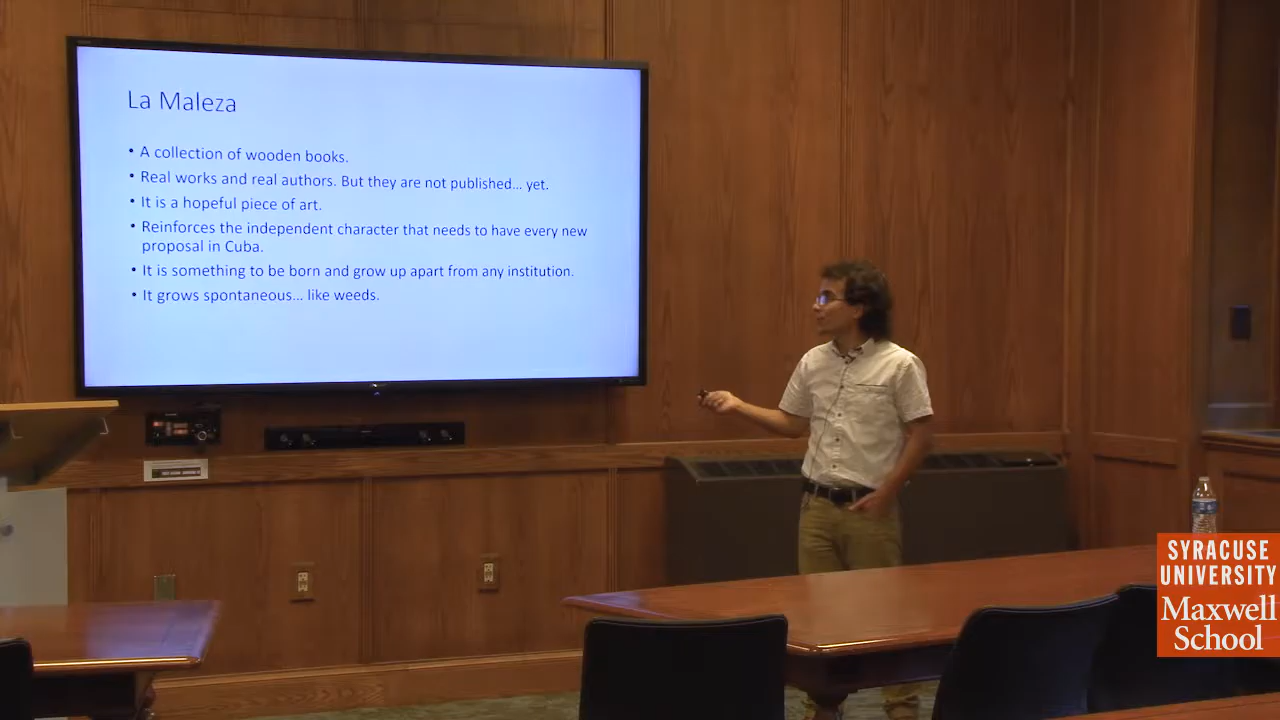 La Maleza
• A collection of wooden books.
• Real works and real authors. But they are not published... yet.
• It is a hopeful piece of art.
• Reinforces the independent character that needs to have every new
proposal in Cuba.
• It is something to be born and grow up apart from any institution.
• It grows spontaneous... like weeds.
SYRACUSE
UNIVERSITY
Maxwell
School